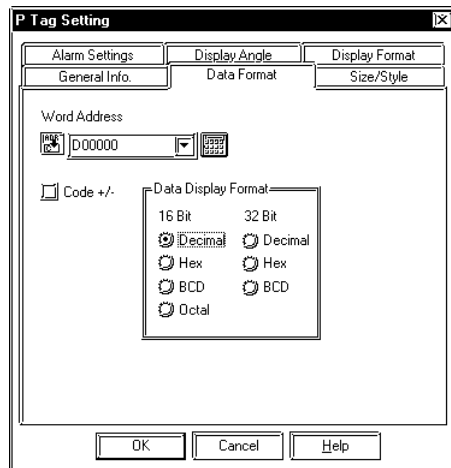 P Tag Setting
Alarm Settings Display Angle Display Format
General Info. Data Format Size/Style
Word Address
D00000
Code +/-
Data Display Format
16 Bit 32 Bit
Decimal Decimal
Hex Hex
BCD BCD
Octal
OK Cancel Help